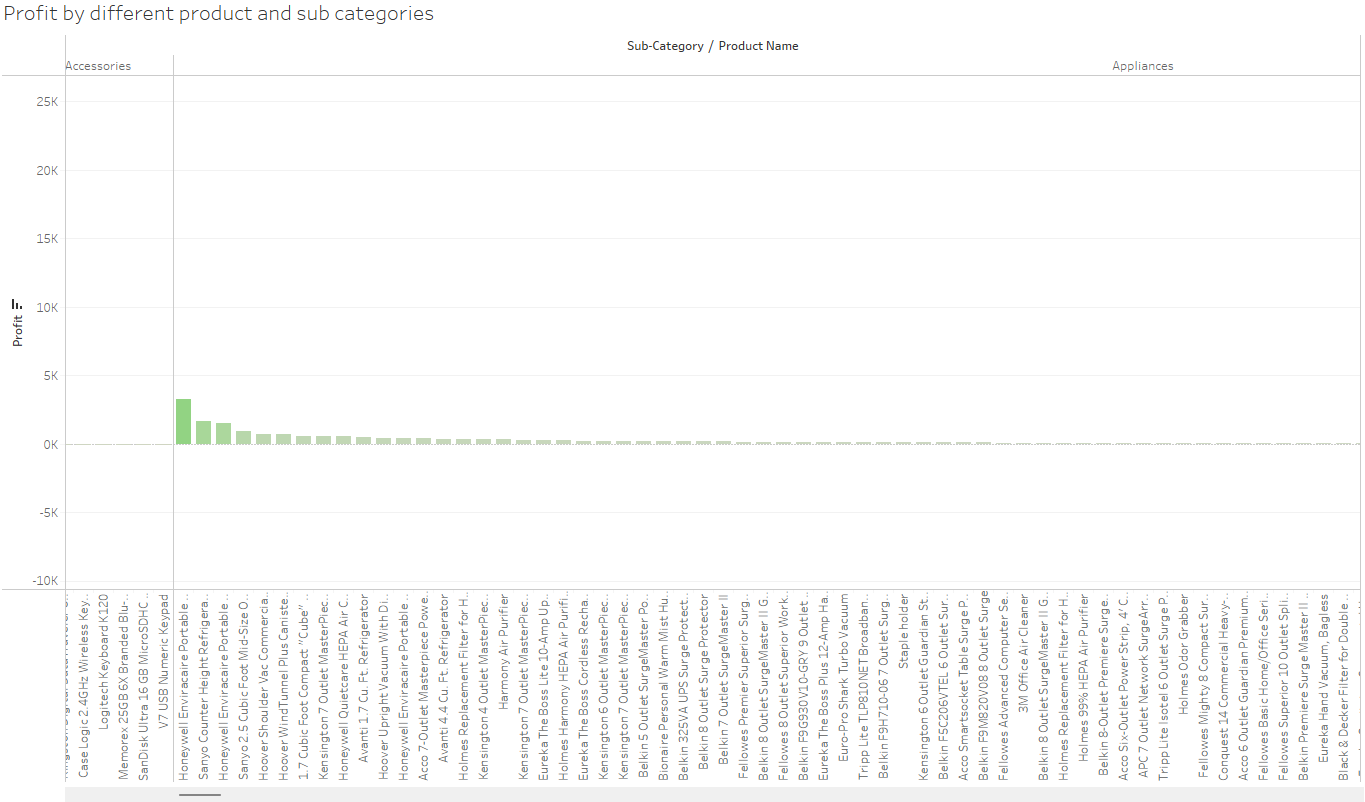 Profit by different product and sub categories
Sub-Category / Product Name
Accessories
Appliances
Profit
25K
20K
15K
10K
5K
0K
-5K
-10K
Case Logic 2.4GHz Wireless Key..
Logitech Keyboard K120
Memorex 25GB 6X Branded Blu-..
SanDisk Ultra 16 GB MicroSDHC ..
V7 USB Numeric Keypad
Honeywell Enviracaire Portable ..
Sanyo Counter Height Refrigera..
Honeywell Enviracaire Portable ..
Sanyo 2.5 Cubic Foot Mid-Size O..
Hoover Shoulder Vac Commercia..
Hoover WindTunnel Plus Caniste..
1.7 Cubic Foot Compact "Cube" ..
Kensington 7 Outlet MasterPiec..
Honeywell Quietcare HEPA Air C..
Avanti 1.7 Cu. Ft. Refrigerator
Hoover Upright Vacuum With Di..
Honeywell Enviracaire Portable ..
Acco 7-Outlet Masterpiece Powe..
Avanti 4.4 Cu. Ft. Refrigerator
Holmes Replacement Filter for H..
Kensington 4 Outlet MasterPiec..
Harmony Air Purifier
Kensington 7 Outlet MasterPiec..
Eureka The Boss Lite 10-Amp Up..
Holmes Harmony HEPA Air Purifi..
Eureka The Boss Cordless Recha..
Kensington 6 Outlet MasterPiec..
Kensington 7 Outlet MasterPiec..
Belkin 5 Outlet SurgeMaster Po..
Bionaire Personal Warm Mist Hu..
Belkin 325VA UPS Surge Protect..
Belkin 8 Outlet Surge Protector
Belkin 7 Outlet SurgeMaster II
Fellowes Premier Superior Surg..
Belkin 8 Outlet SurgeMaster II G..
Fellowes 8 Outlet Superior Work..
Belkin F9G930V10-GRY 9 Outlet ..
Eureka The Boss Plus 12-Amp Ha..
Euro-Pro Shark Turbo Vacuum
Tripp Lite TLP810NET Broadban..
Belkin F9H710-06 7 Outlet Surg..
Staple holder
Kensington 6 Outlet Guardian St..
Belkin F5C206VTEL 6 Outlet Sur..
Acco Smartsocket Table Surge P..
Belkin F9M820V08 8 Outlet Surge
Fellowes Advanced Computer Se..
3M Office Air Cleaner
Belkin 8 Outlet SurgeMaster II G..
Holmes Replacement Filter for H..
Holmes 99% HEPA Air Purifier
Belkin 8-Outlet Premiere Surge..
Acco Six-Outlet Power Strip, 4' C..
APC 7 Outlet Network SurgeArr..
Tripp Lite Isotel 6 Outlet Surge P..
Holmes Odor Grabber
Fellowes Mighty 8 Compact Sur..
Conquest 14 Commercial Heavy-..
Acco 6 Outlet Guardian Premium..
Fellowes Basic Home/Office Seri..
Fellowes Superior 10 Outlet Spli..
Belkin Premiere Surge Master II ..
Eureka Hand Vacuum, Bagless
Black & Decker Filter for Double ..